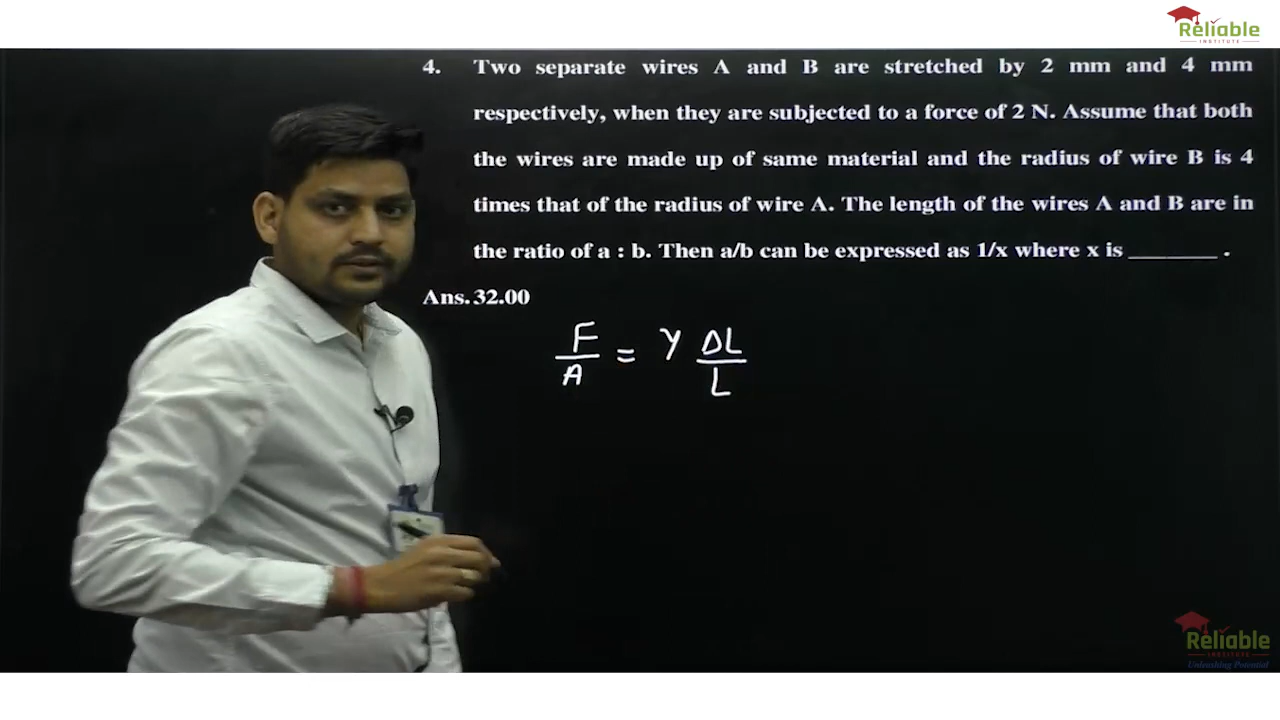 Reliable
INSTITUTE
4. Two separate wires A and B are stretched by 2 mm and 4 mm
respectively, when they are subjected to a force of 2 N. Assume that both
the wires are made up of same material and the radius of wire B is 4
times that of the radius of wire A. The length of the wires A and B are in
the ratio of a : b. Then a/b can be expressed as 1/x where x is ________ .
Ans. 32.00
F/A = Y ΔL/L
Reliable
INSTITUTE
Unleashing Potential